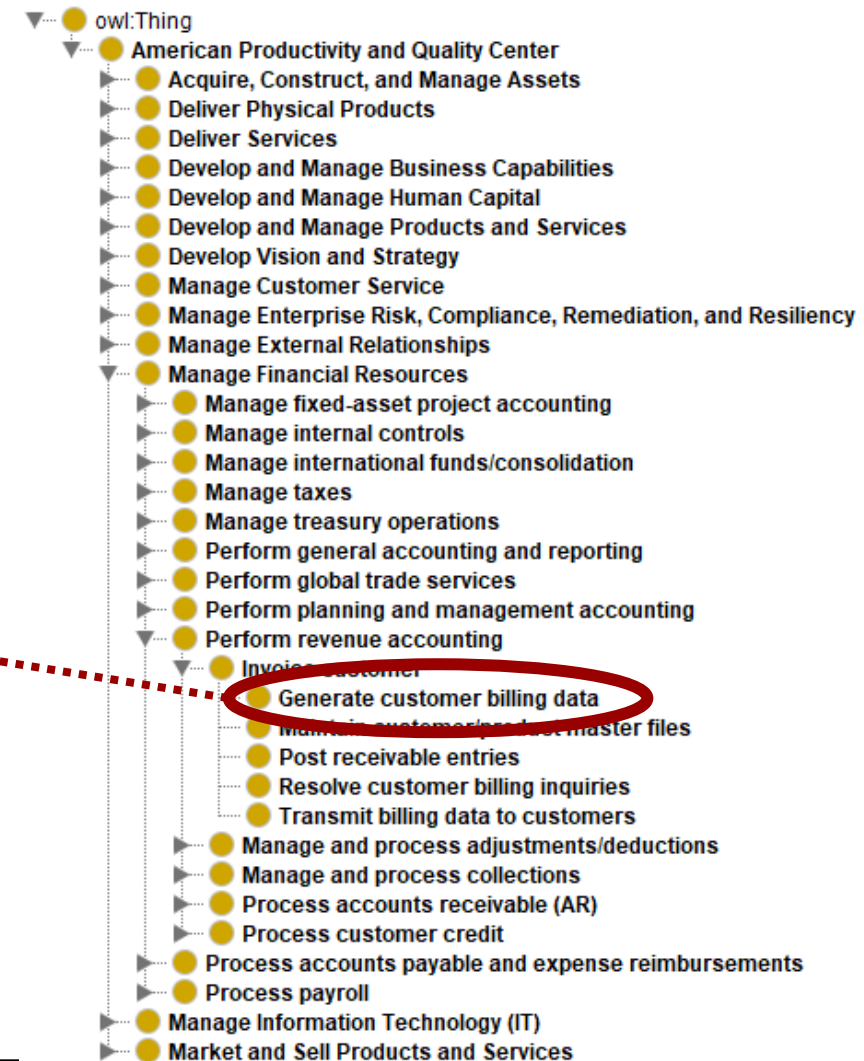 owl:Thing
American Productivity and Quality Center
Acquire, Construct, and Manage Assets
Deliver Physical Products
Deliver Services
Develop and Manage Business Capabilities
Develop and Manage Human Capital
Develop and Manage Products and Services
Develop Vision and Strategy
Manage Customer Service
Manage Enterprise Risk, Compliance, Remediation, and Resiliency
Manage External Relationships
Manage Financial Resources
Manage fixed-asset project accounting
Manage internal controls
Manage international funds/consolidation
Manage taxes
Manage treasury operations
Perform general accounting and reporting
Perform global trade services
Perform planning and management accounting
Perform revenue accounting
Invoice customer
Generate customer billing data
Maintain customer/product master files
Post receivable entries
Resolve customer billing inquiries
Transmit billing data to customers
Manage and process adjustments/deductions
Manage and process collections
Process accounts receivable (AR)
Process customer credit
Process accounts payable and expense reimbursements
Process payroll
Manage Information Technology (IT)
Market and Sell Products and Services